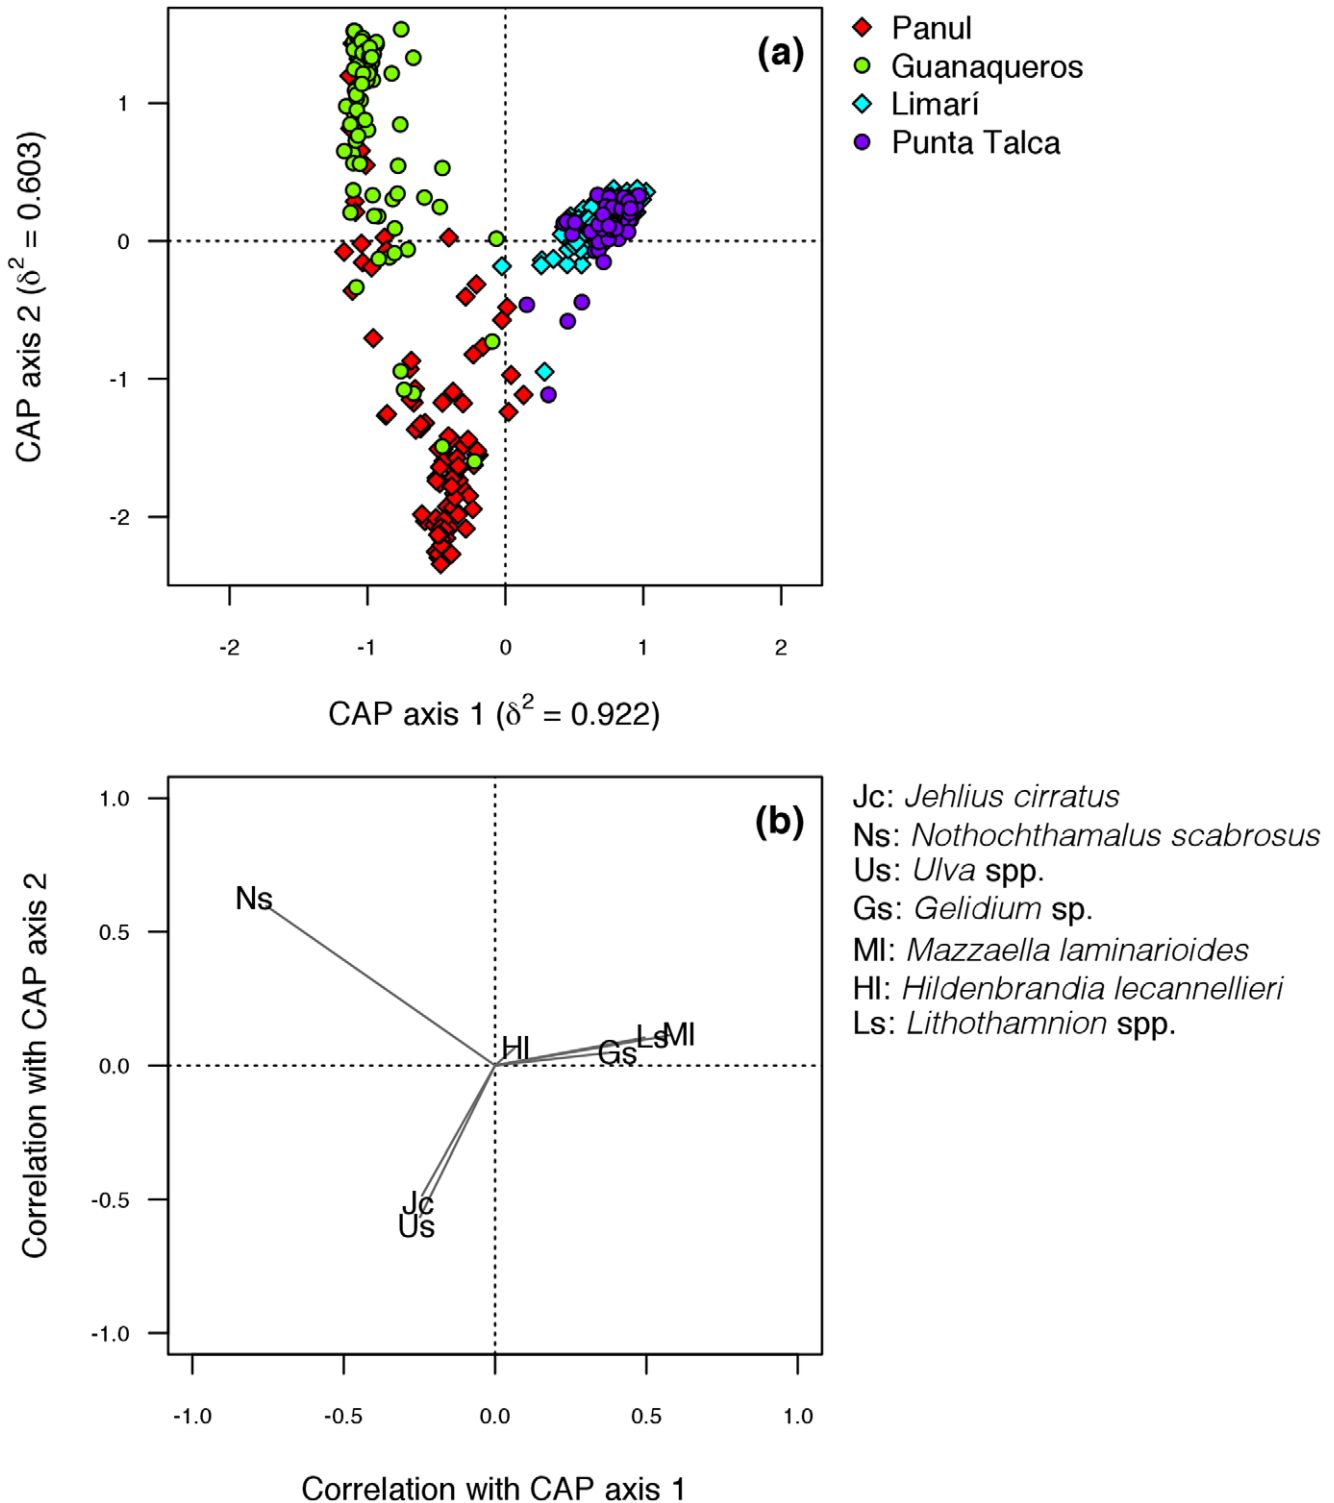 (a)
Panul
Guanaqueros
Limarí
Punta Talca
1
0
-1
-2
CAP axis 2 (δ² = 0.603)
-2 -1 0 1 2
CAP axis 1 (δ² = 0.922)
(b)
Jc: Jehlius cirratus
Ns: Nothochthamalus scabrosus
Us: Ulva spp.
Gs: Gelidium sp.
Ml: Mazzaella laminarioides
Hl: Hildenbrandia lecannellieri
Ls: Lithothamnion spp.
1.0
0.5
0.0
-0.5
-1.0
Correlation with CAP axis 2
Ns
Hl
Ls
Ml
Gs
Jc
Us
-1.0 -0.5 0.0 0.5 1.0
Correlation with CAP axis 1